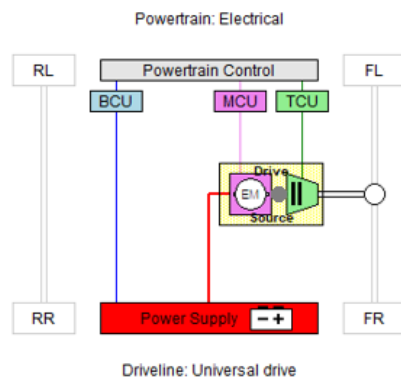 Powertrain: Electrical
RL
Powertrain Control
FL
BCU
MCU
TCU
Drive
EM
Source
RR
Power Supply
- +
FR
Driveline: Universal drive